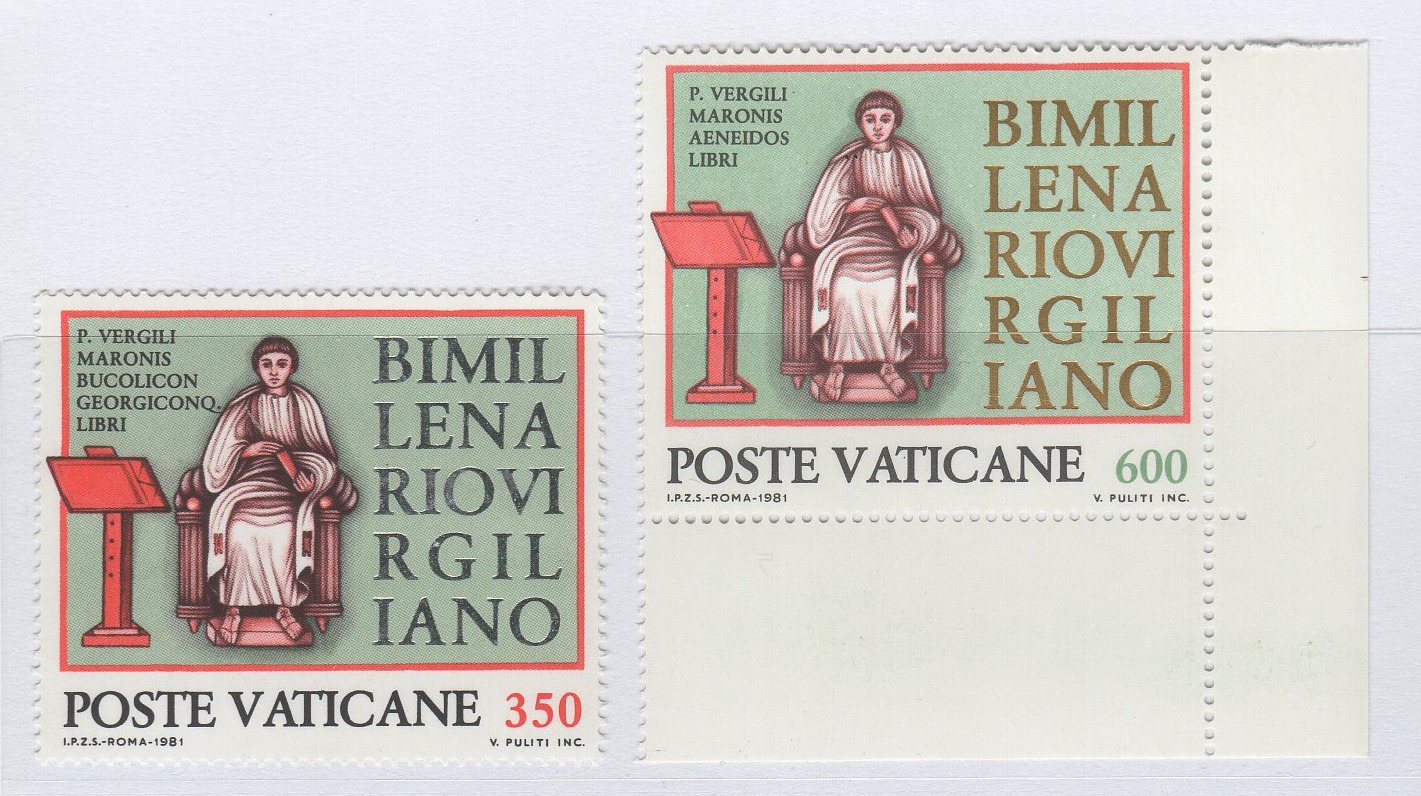 P. VERGILI
MARONIS
BUCOLICON
GEORGICONQ.
LIBRI
BIMIL
LENA
RIOVI
RGIL
IANO
POSTE VATICANE 350
I.P.Z.S.-ROMA-1981 V. PULITI INC.
P. VERGILI
MARONIS
AENEIDOS
LIBRI
BIMIL
LENA
RIOVI
RGIL
IANO
POSTE VATICANE 600
I.P.Z.S.-ROMA-1981 V. PULITI INC.